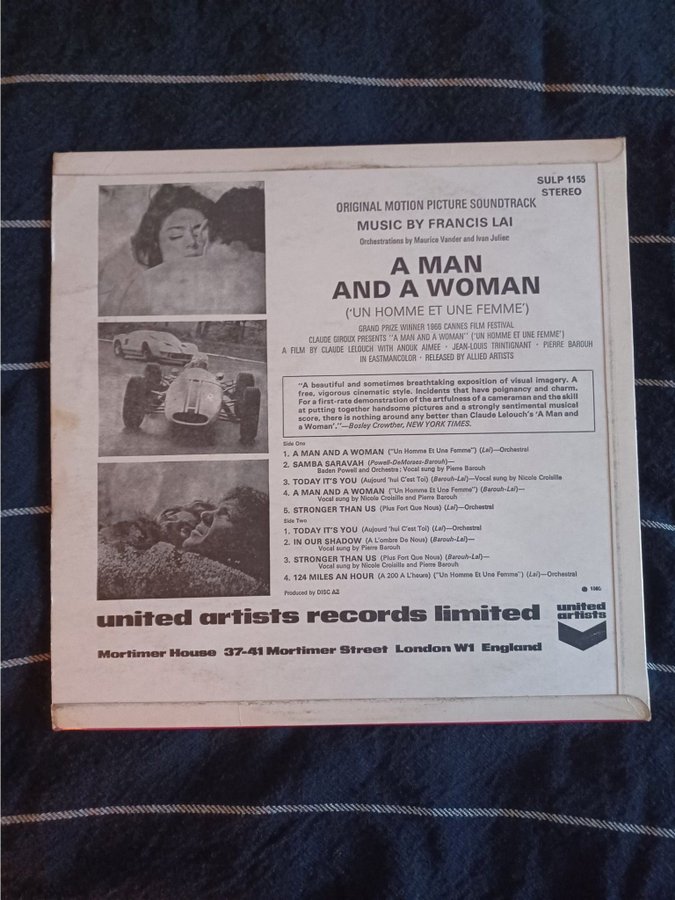 SULP 1155
STEREO
ORIGINAL MOTION PICTURE SOUNDTRACK
MUSIC BY FRANCIS LAI
Orchestrations by Maurice Vander and Ivan Jullec
A MAN
AND A WOMAN
('UN HOMME ET UNE FEMME')
GRAND PRIZE WINNER 1966 CANNES FILM FESTIVAL
CLAUDE GIROUX PRESENTS "A MAN AND A WOMAN" ('UN HOMME ET UNE FEMME')
A FILM BY CLAUDE LELOUCH WITH ANOUK AIMEE · JEAN-LOUIS TRINTIGNANT · PIERRE BAROUH
IN EASTMANCOLOR · RELEASED BY ALLIED ARTISTS
"A beautiful and sometimes breathtaking exposition of visual imagery. A
free, vigorous cinematic style. Incidents that have poignancy and charm.
For a first-rate demonstration of the artfulness of a cameraman and the skill
at putting together handsome pictures and a strongly sentimental musical
score, there is nothing around any better than Claude Lelouch's 'A Man and
a Woman'."—Bosley Crowther, NEW YORK TIMES.
Side One
1. A MAN AND A WOMAN ("Un Homme Et Une Femme") (Lai)—Orchestral
2. SAMBA SARAVAH (Powell-DeMoraes-Barouh)—
Baden Powell and Orchestra; Vocal sung by Pierre Barouh
3. TODAY IT'S YOU (Aujourd 'hui C'est Toi) (Barouh-Lai)—Vocal sung by Nicole Croisille
4. A MAN AND A WOMAN ("Un Homme Et Une Femme") (Barouh-Lai)—
Vocal sung by Nicole Croisille and Pierre Barouh
5. STRONGER THAN US (Plus Fort Que Nous) (Lai)—Orchestral
Side Two
1. TODAY IT'S YOU (Aujourd 'hui C'est Toi) (Lai)—Orchestral
2. IN OUR SHADOW (A L'ombre De Nous) (Barouh-Lai)—
Vocal sung by Pierre Barouh
3. STRONGER THAN US (Plus Fort Que Nous) (Barouh-Lai)—
Vocal sung by Nicole Croisille and Pierre Barouh
4. 124 MILES AN HOUR (A 200 A L'heure) ("Un Homme Et Une Femme") (Lai)—Orchestral
Produced by DISC AZ
℗
united artists records limited
united
artists
Mortimer House 37-41 Mortimer Street London W1 England